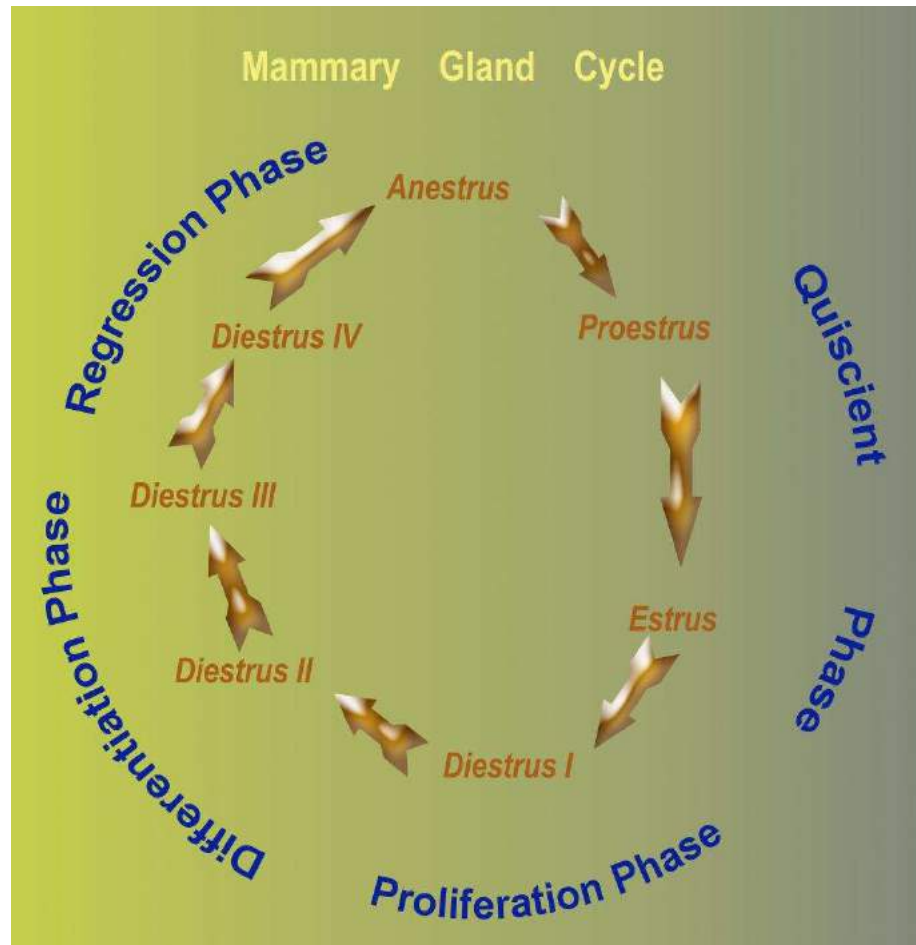 Mammary Gland Cycle
Regression Phase
Anestrus
Proestrus
Quiscient
Diestrus IV
Diestrus III
Differentiation Phase
Estrus
Phase
Diestrus II
Diestrus I
Proliferation Phase